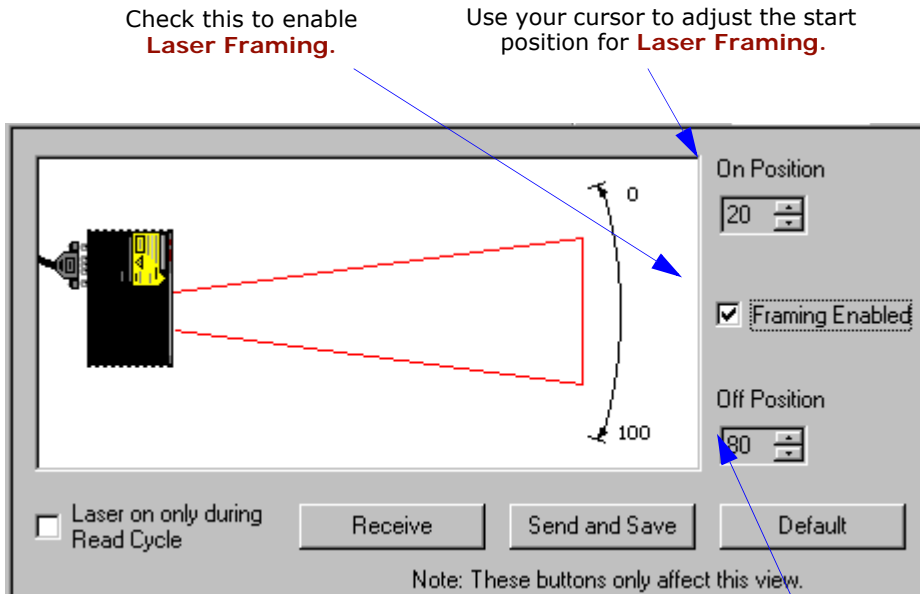 Check this to enable
Laser Framing.
Use your cursor to adjust the start
position for Laser Framing.
On Position
0
20
Framing Enabled
Off Position
100
80
Laser on only during
Read Cycle
Receive
Send and Save
Default
Note: These buttons only affect this view.